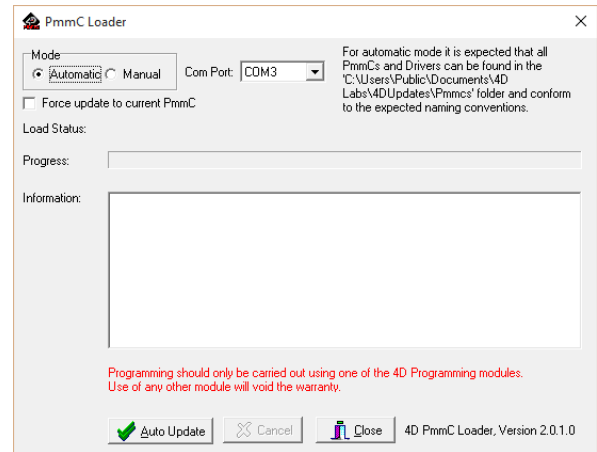 PmmC Loader
Mode
Automatic Manual
Com Port: COM3
Force update to current PmmC
For automatic mode it is expected that all
PmmCs and Drivers can be found in the
'C:\Users\Public\Documents\4D
Labs\4DUpdates\Pmmcs' folder and conform
to the expected naming conventions.
Load Status:
Progress:
Information:
Programming should only be carried out using one of the 4D Programming modules.
Use of any other module will void the warranty.
Auto Update Cancel Close 4D PmmC Loader, Version 2.0.1.0